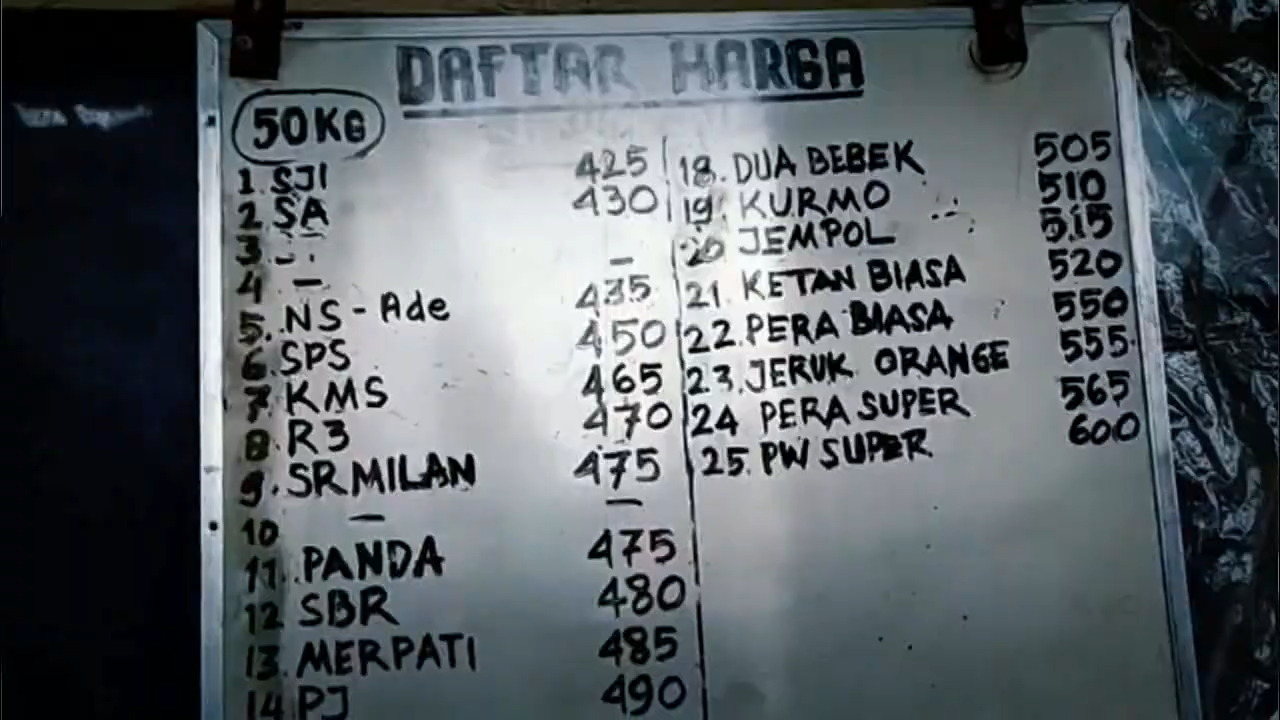 DAFTAR HARGA
50KG
1. SJI 425
2. SA 430
3. -
4 - -
5. NS - Ade 435
6. SPS 450
7. KMS 465
8. R3 470
9. SR MILAN 475
10 - -
11. PANDA 475
12 SBR 480
13. MERPATI 485
14 PJ 490
18. DUA BEBEK 505
19. KURMO 510
20 JEMPOL 515
21. KETAN BIASA 520
22. PERA BIASA 550
23. JERUK ORANGE 555
24 PERA SUPER 565
25. PW SUPER 600